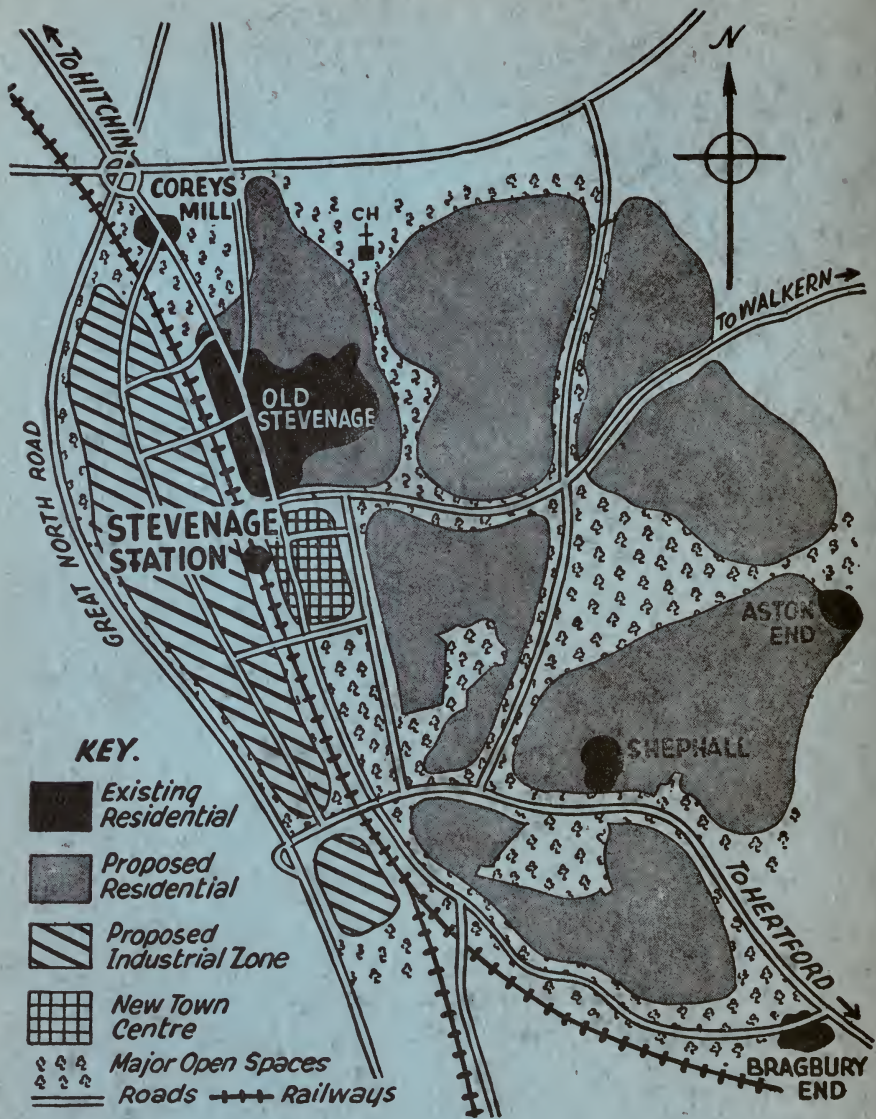 N
← To HITCHIN
COREYS
MILL
CH
To WALKERN →
OLD
STEVENAGE
GREAT NORTH ROAD
STEVENAGE
STATION
ASTON
END
SHEPHALL
To HERTFORD →
BRAGBURY
END
KEY.
Existing
Residential
Proposed
Residential
Proposed
Industrial Zone
New Town
Centre
Major Open Spaces
Roads
Railways